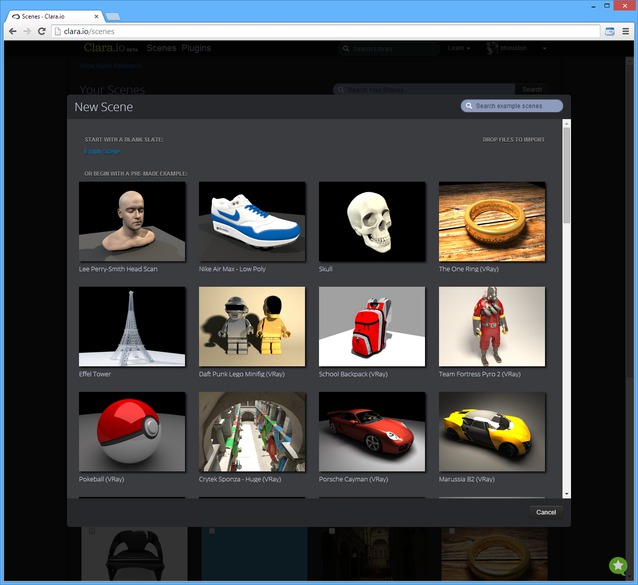 Scenes - Clara.io
clara.io/scenes
Clara.io BETA Scenes Plugins Search Library Learn
Your Scenes Search Your Scenes Search
New Scene Search example scenes
START WITH A BLANK SLATE: DROP FILES TO IMPORT
Empty Scene
OR BEGIN WITH A PRE-MADE EXAMPLE:
Lee Perry-Smith Head Scan Nike Air Max - Low Poly Skull The One Ring (VRay)
Effel Tower Daft Punk Lego Minifig (VRay) School Backpack (VRay) Team Fortress Pyro 2 (VRay)
Pokeball (VRay) Crytek Sponza - Huge (VRay) Porsche Cayman (VRay) Marussia B2 (VRay)
Cancel